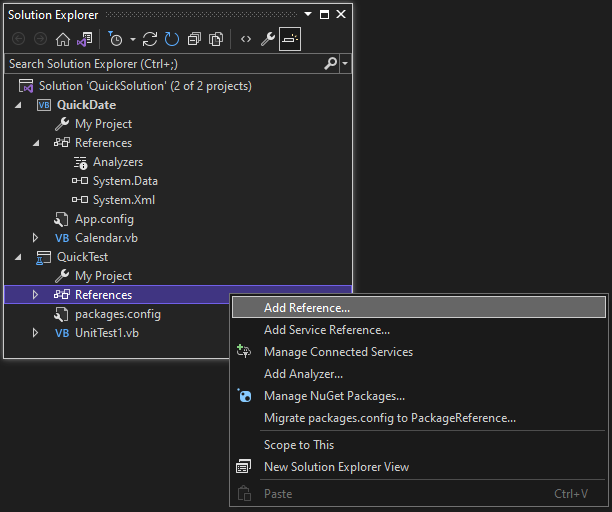 Solution Explorer
Search Solution Explorer (Ctrl+;)
Solution 'QuickSolution' (2 of 2 projects)
VB QuickDate
My Project
References
Analyzers
System.Data
System.Xml
App.config
VB Calendar.vb
QuickTest
My Project
References
packages.config
VB UnitTest1.vb
Add Reference...
Add Service Reference...
Manage Connected Services
Add Analyzer...
Manage NuGet Packages...
Migrate packages.config to PackageReference...
Scope to This
New Solution Explorer View
Paste Ctrl+V